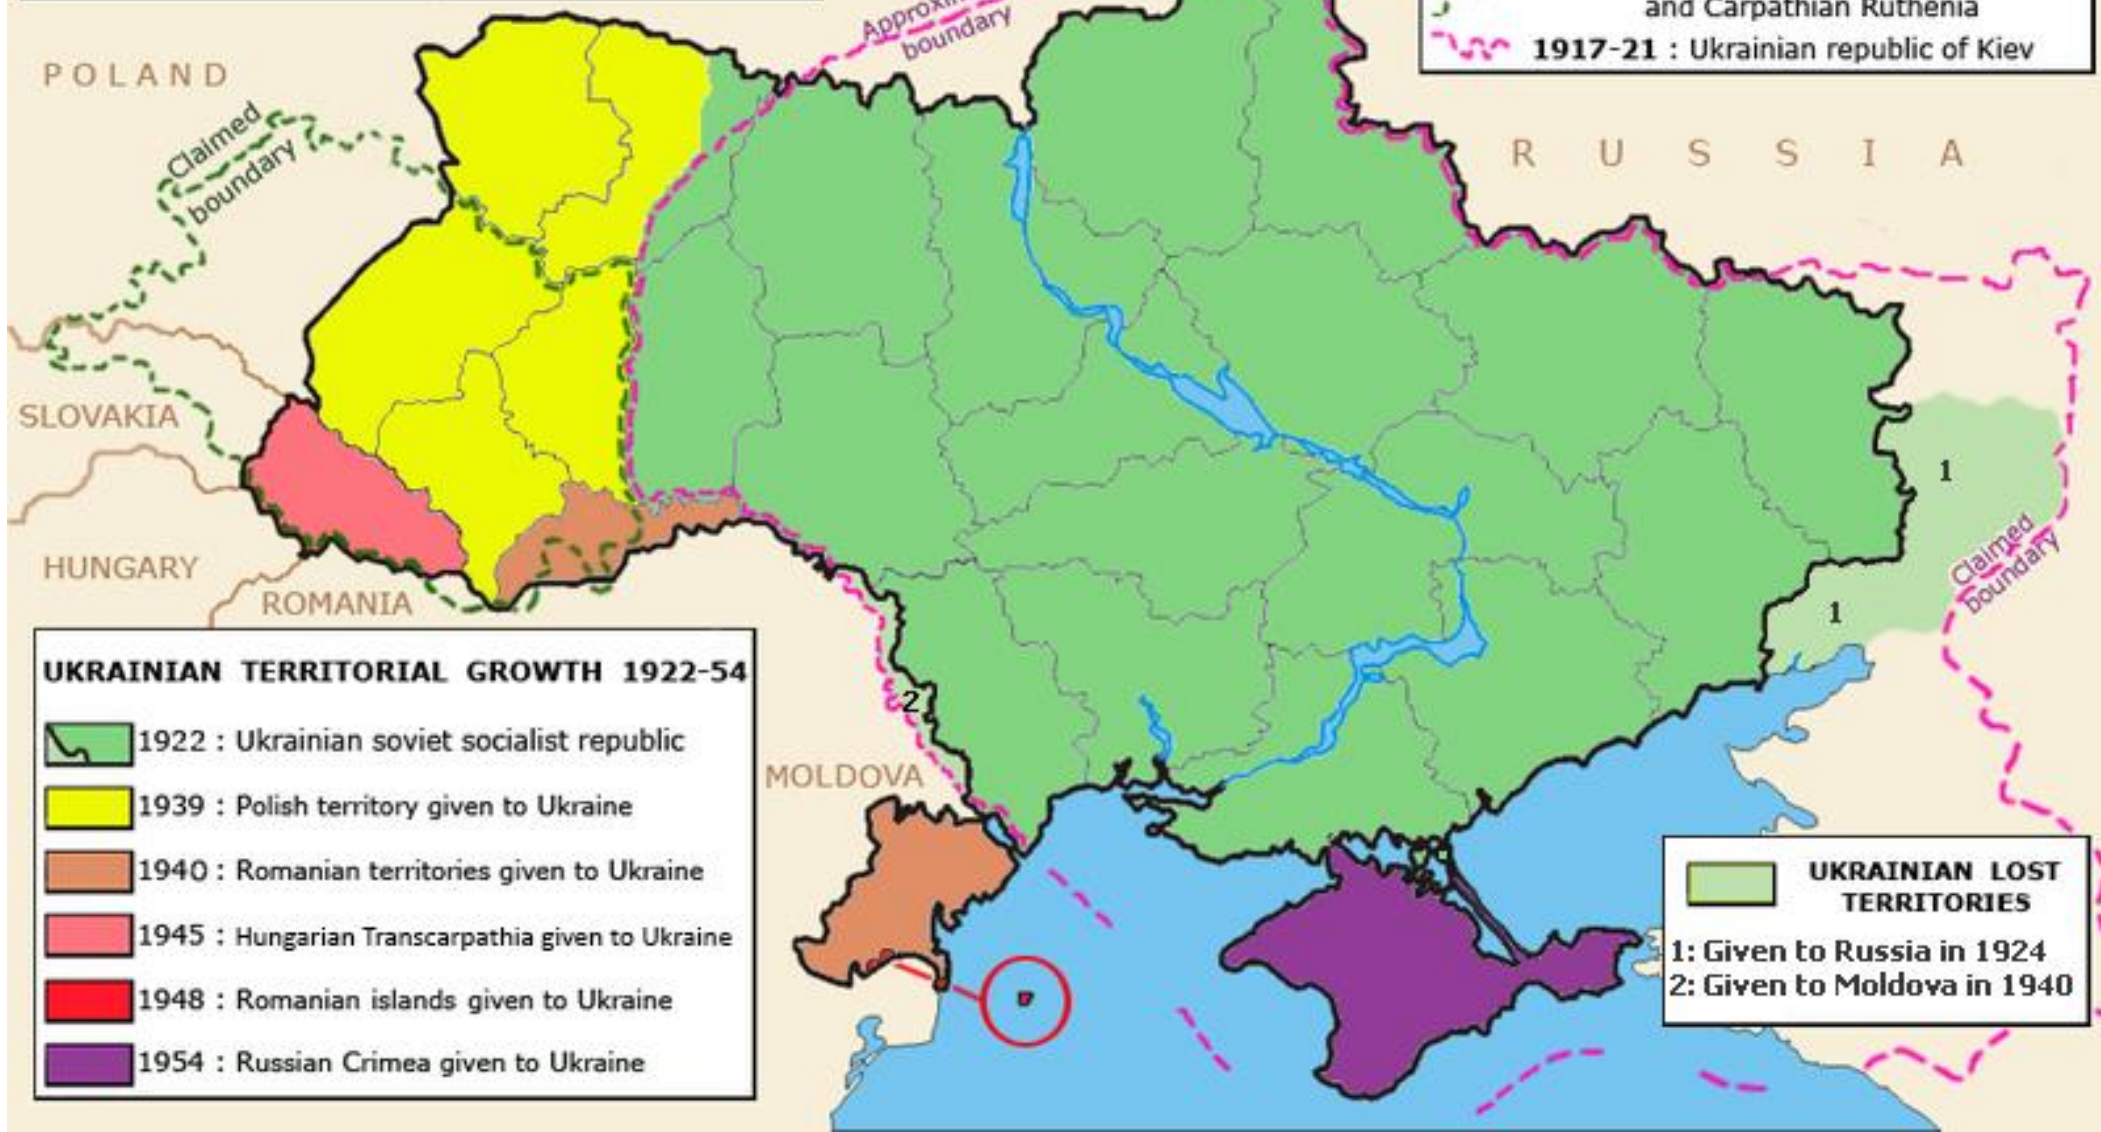 and Carpathian Ruthenia
1917-21 : Ukrainian republic of Kiev
boundary
POLAND
Claimed
boundary
RUSSIA
SLOVAKIA
HUNGARY
ROMANIA
1
1
Claimed
boundary
2
MOLDOVA
UKRAINIAN TERRITORIAL GROWTH 1922-54
1922 : Ukrainian soviet socialist republic
1939 : Polish territory given to Ukraine
1940 : Romanian territories given to Ukraine
1945 : Hungarian Transcarpathia given to Ukraine
1948 : Romanian islands given to Ukraine
1954 : Russian Crimea given to Ukraine
UKRAINIAN LOST
TERRITORIES
1: Given to Russia in 1924
2: Given to Moldova in 1940